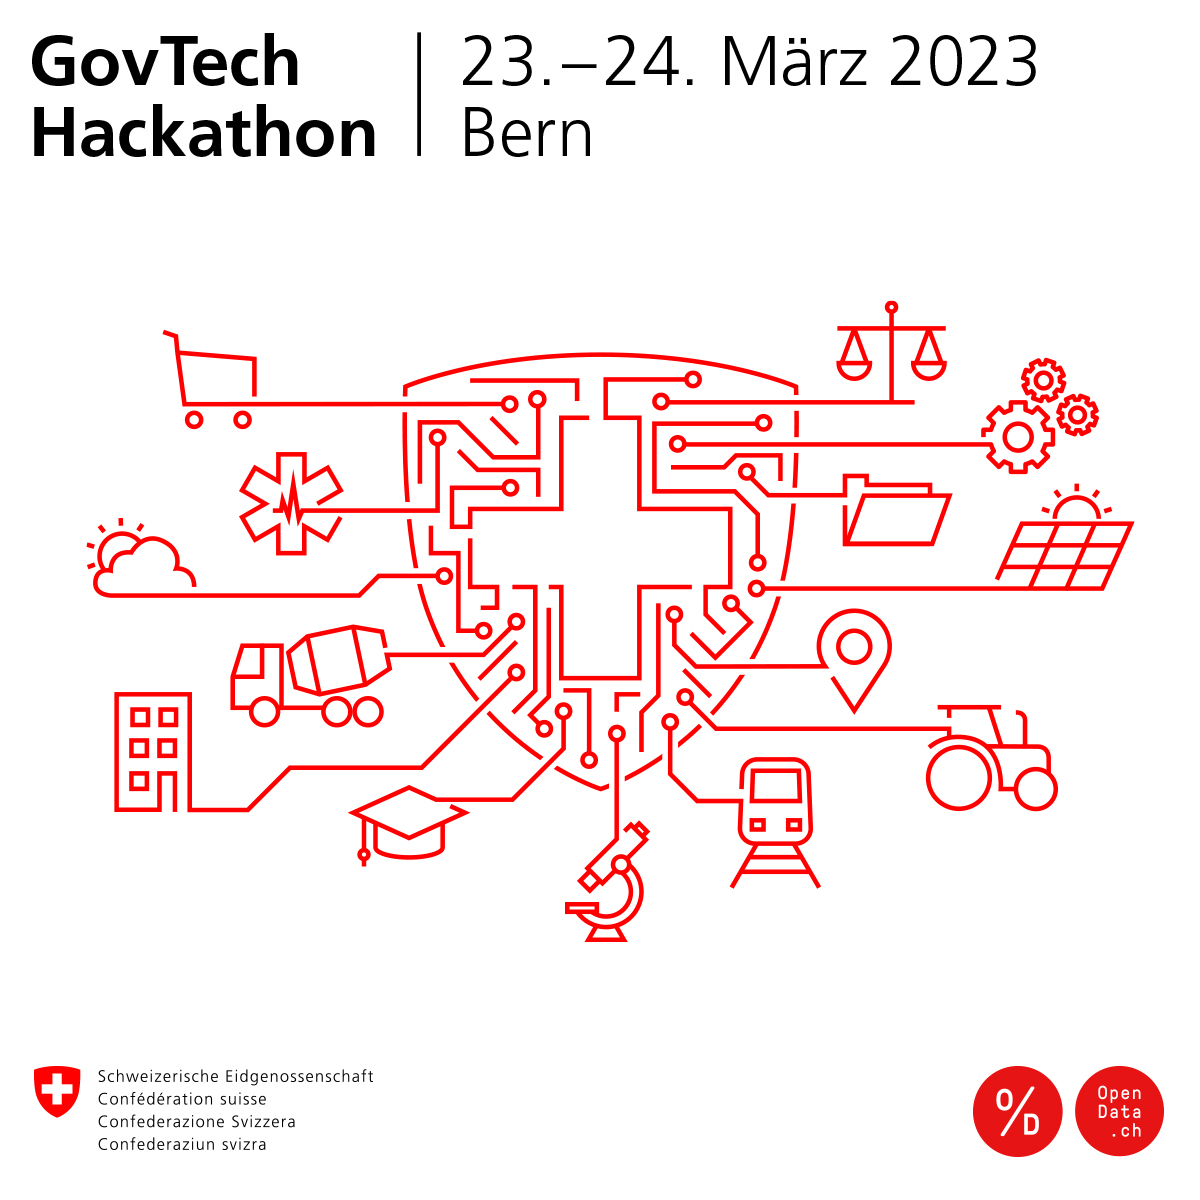 GovTech
Hackathon
23.–24. März 2023
Bern
Schweizerische Eidgenossenschaft
Confédération suisse
Confederazione Svizzera
Confederaziun svizra
O/D
Open
Data
.ch